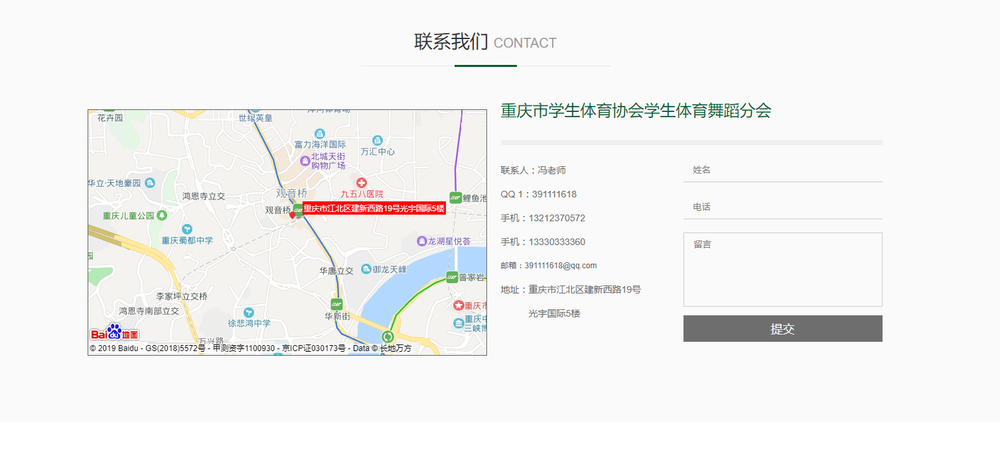 联系我们 CONTACT
重庆市学生体育协会学生体育舞蹈分会
联系人：冯老师
QQ 1：391111618
手机：13212370572
手机：13330333360
邮箱：391111618@qq.com
地址：重庆市江北区建新西路19号
光宇国际5楼
姓名
电话
留言
提交
花卉园
世纪英皇
富力海洋国际
万汇中心
北城天街
购物广场
华立·天地豪园
鸿恩寺立交
观音桥
九五八医院
鲤鱼池
观音桥
重庆市江北区建新西路19号光宇国际5楼
重庆儿童公园
重庆蜀都中学
龙湖星悦荟
园
华唐立交
御龙天峰
曾家岩
李家坪立交桥
鸿恩寺南部立交
徐悲鸿中学
华新街
重庆市
重庆中
三峡博
万兴路
Bai du 地图
© 2019 Baidu - GS(2018)5572号 - 甲测资字1100930 - 京ICP证030173号 - Data © 长地万方